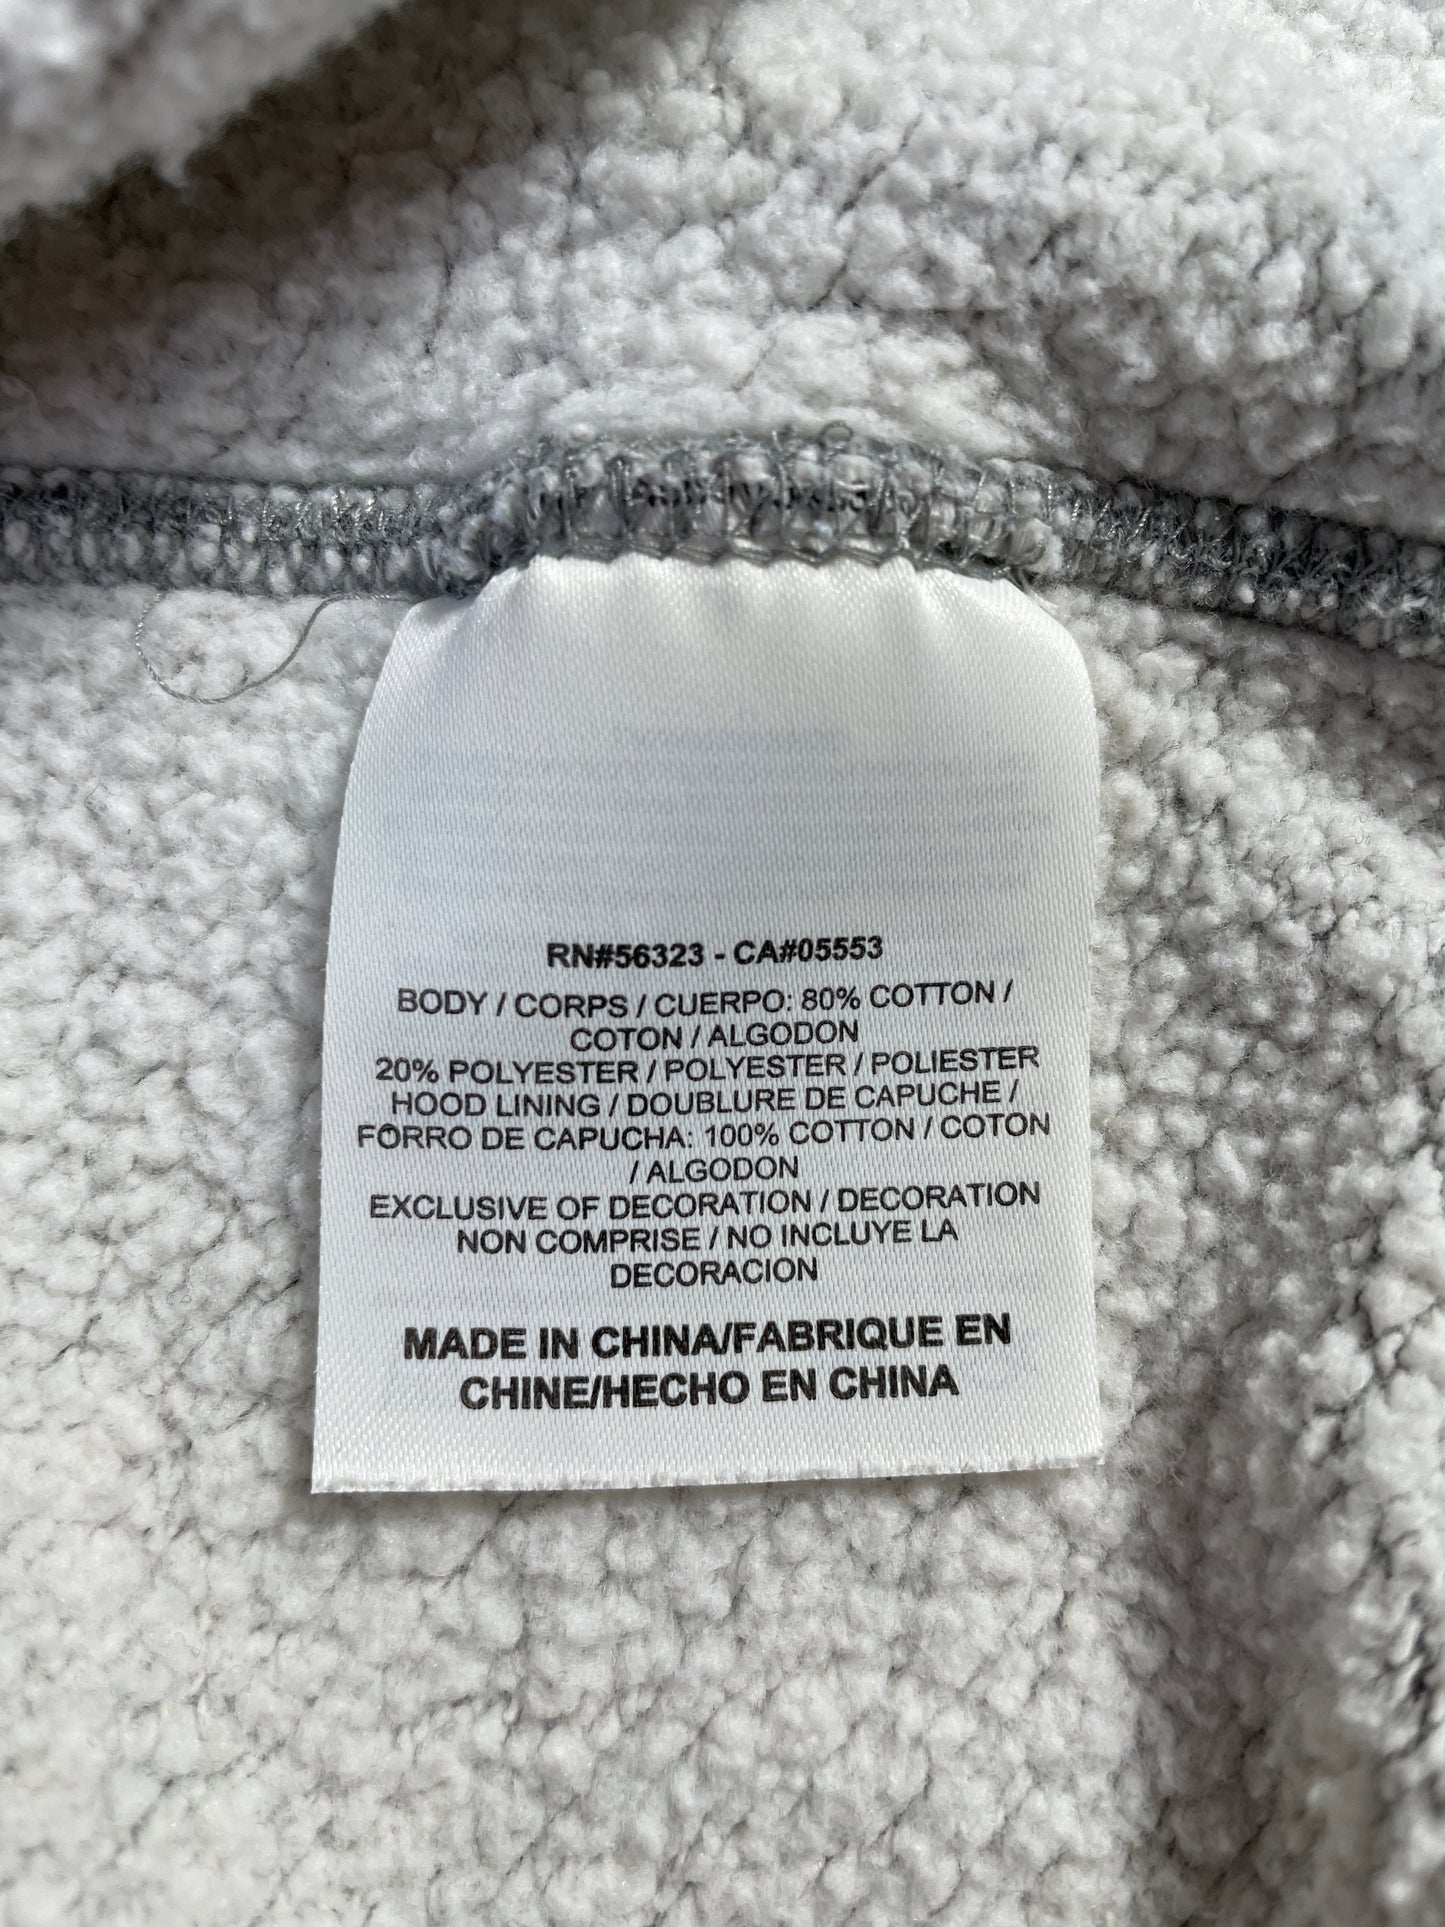 RN#56323 - CA#05553
BODY / CORPS / CUERPO: 80% COTTON /
COTON / ALGODON
20% POLYESTER / POLYESTER / POLIESTER
HOOD LINING / DOUBLURE DE CAPUCHE /
FORRO DE CAPUCHA: 100% COTTON / COTON
/ ALGODON
EXCLUSIVE OF DECORATION / DECORATION
NON COMPRISE / NO INCLUYE LA
DECORACION
MADE IN CHINA/FABRIQUE EN
CHINE/HECHO EN CHINA